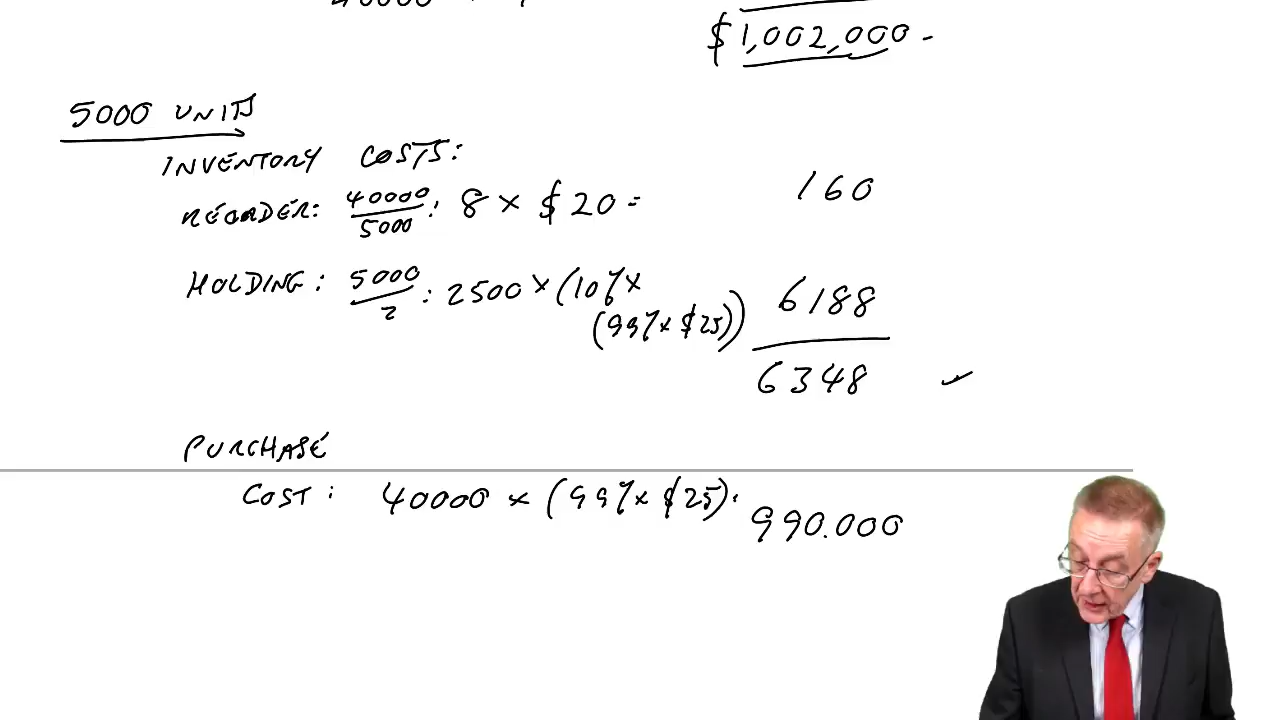 $1,002,000 -
5000 UNITS
INVENTORY COSTS:
REORDER: 40000/5000 : 8 × $20 = 160
HOLDING: 5000/2 : 2500 × (10% × (99% × $25)) 6188
6348 ✓
PURCHASE
COST: 40000 × (99% × $25). 990.000